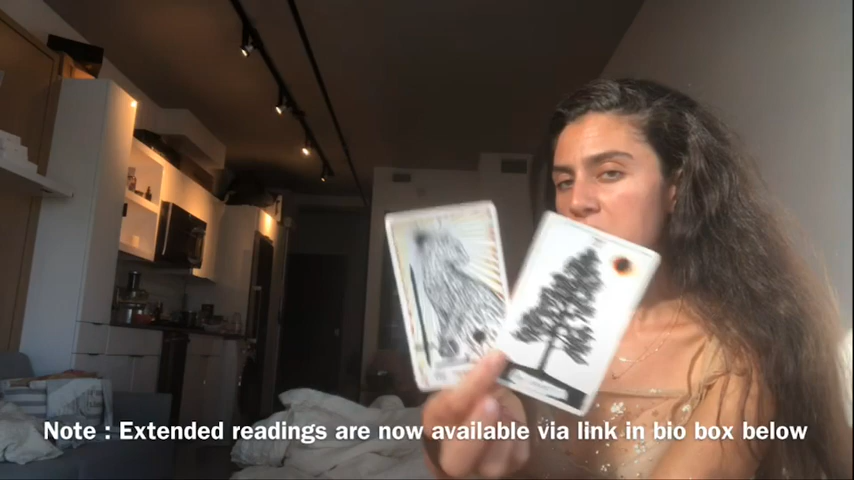 Note : Extended readings are now available via link in bio box below